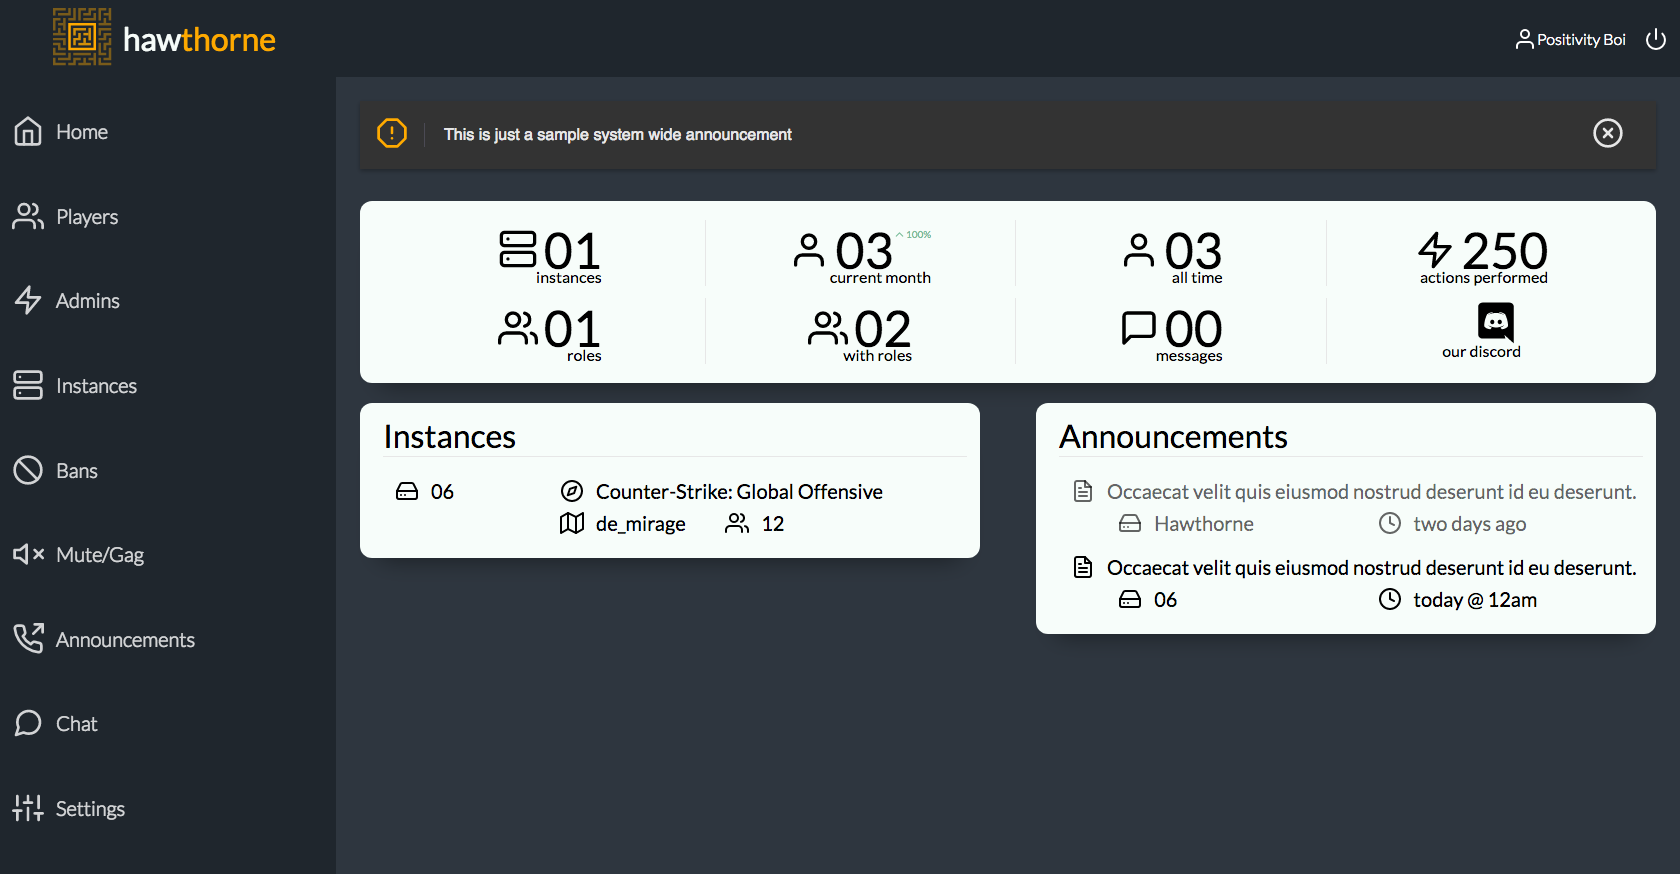 hawthorne
Positivity Boi
Home
Players
Admins
Instances
Bans
Mute/Gag
Announcements
Chat
Settings
This is just a sample system wide announcement
01
instances
03 100%
current month
03
all time
250
actions performed
01
roles
02
with roles
00
messages
our discord
Instances
06
Counter-Strike: Global Offensive
de_mirage 12
Announcements
Occaecat velit quis eiusmod nostrud deserunt id eu deserunt.
Hawthorne two days ago
Occaecat velit quis eiusmod nostrud deserunt id eu deserunt.
06 today @ 12am